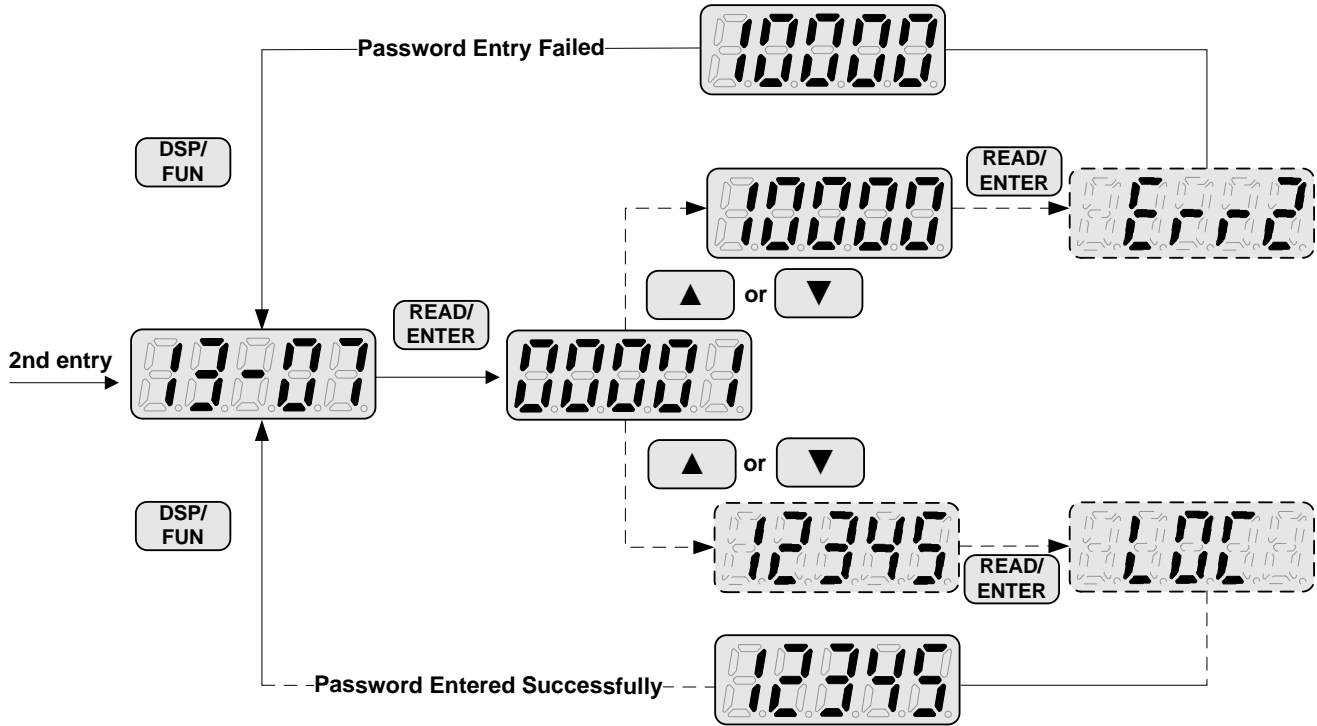 10000
Password Entry Failed
DSP/
FUN
READ/
ENTER
10000
Err2
▲ or ▼
READ/
ENTER
2nd entry
13-07
00001
▲ or ▼
DSP/
FUN
12345
READ/
ENTER
LOC
Password Entered Successfully
12345